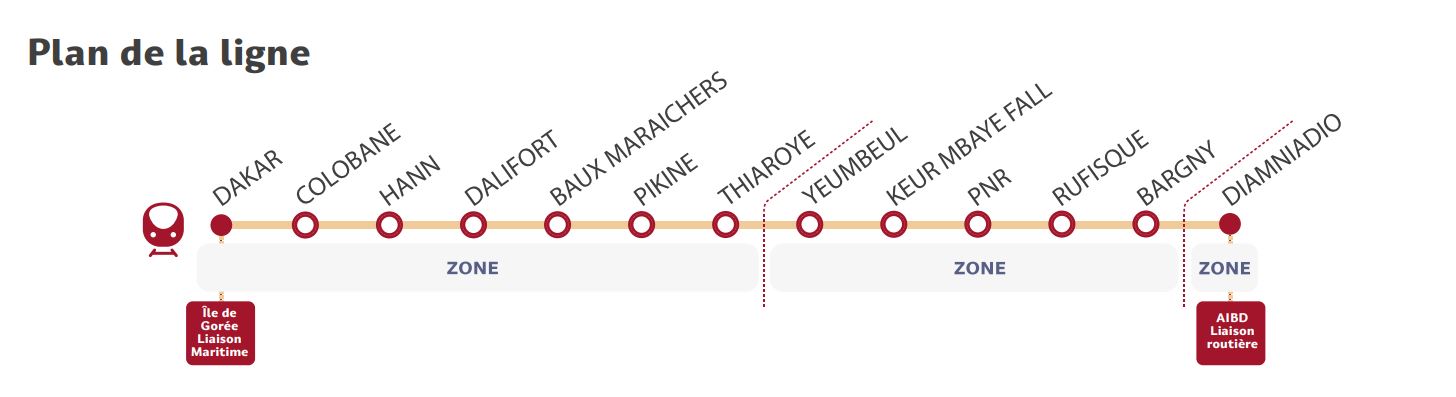 Plan de la ligne
DAKAR
COLOBANE
HANN
DALIFORT
BAUX MARAICHERS
PIKINE
THIAROYE
YEUMBEUL
KEUR MBAYE FALL
PNR
RUFISQUE
BARGNY
DIAMNIADIO
ZONE
ZONE
ZONE
Île de
Gorée
Liaison
Maritime
AIBD
Liaison
routière